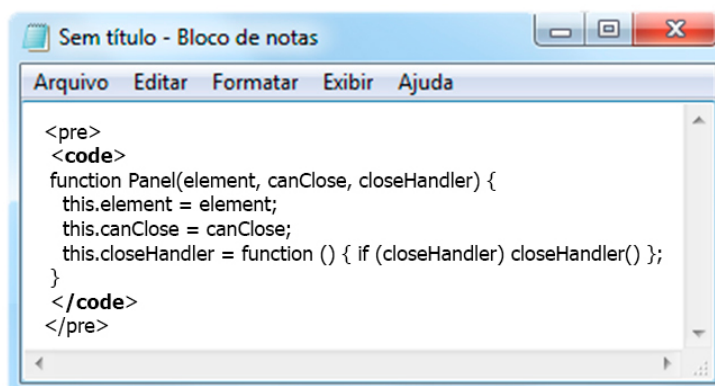 Sem título - Bloco de notas
Arquivo Editar Formatar Exibir Ajuda
<pre>
<code>
function Panel(element, canClose, closeHandler) {
this.element = element;
this.canClose = canClose;
this.closeHandler = function () { if (closeHandler) closeHandler() };
}
</code>
</pre>